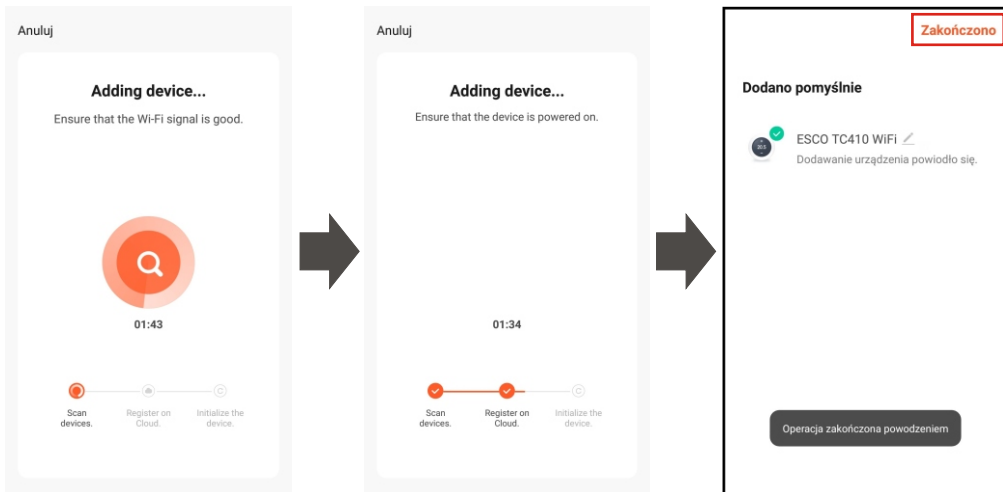 Anuluj
Adding device...
Ensure that the Wi-Fi signal is good.
01:43
Scan
devices.
Register on
Cloud.
Initialize the
device.
Anuluj
Adding device...
Ensure that the device is powered on.
01:34
Scan
devices.
Register on
Cloud.
Initialize the
device.
Zakończono
Dodano pomyślnie
ESCO TC410 WiFi
Dodawanie urządzenia powiodło się.
Operacja zakończona powodzeniem